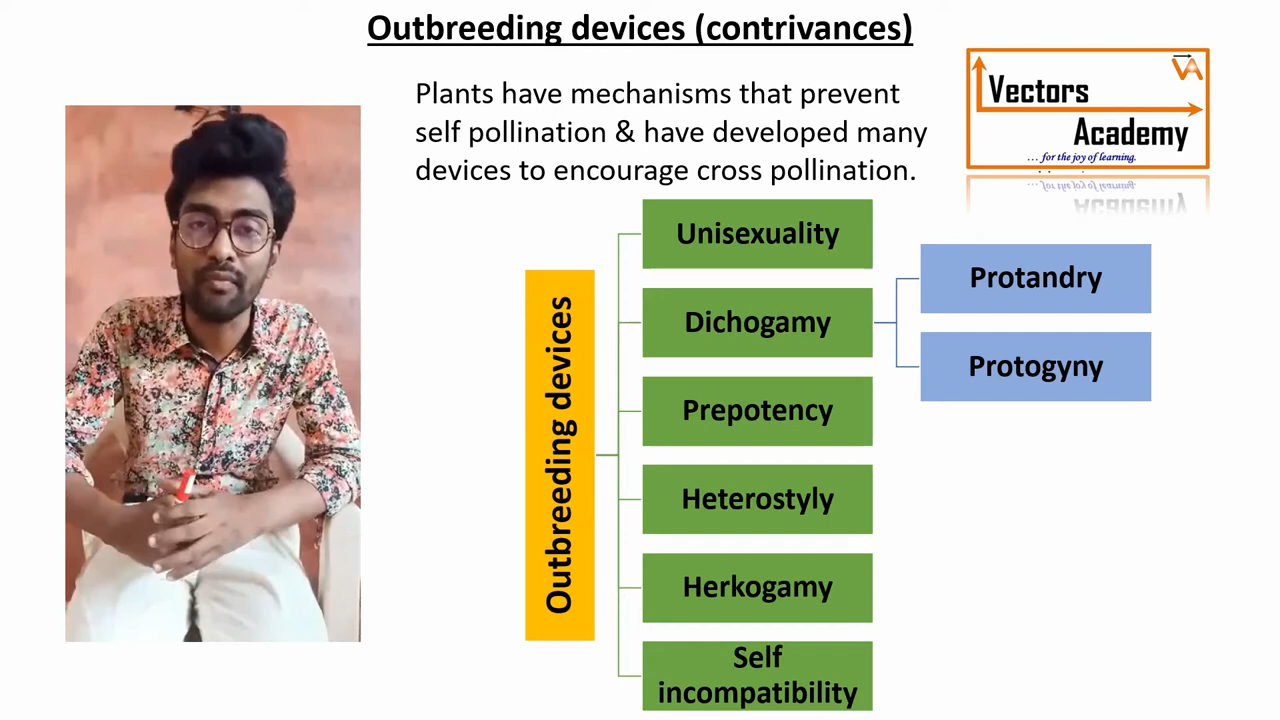 Outbreeding devices (contrivances)
Plants have mechanisms that prevent
self pollination & have developed many
devices to encourage cross pollination.
VA
Vectors
Academy
... for the joy of learning.
Outbreeding devices
Unisexuality
Dichogamy
Protandry
Protogyny
Prepotency
Heterostyly
Herkogamy
Self
incompatibility